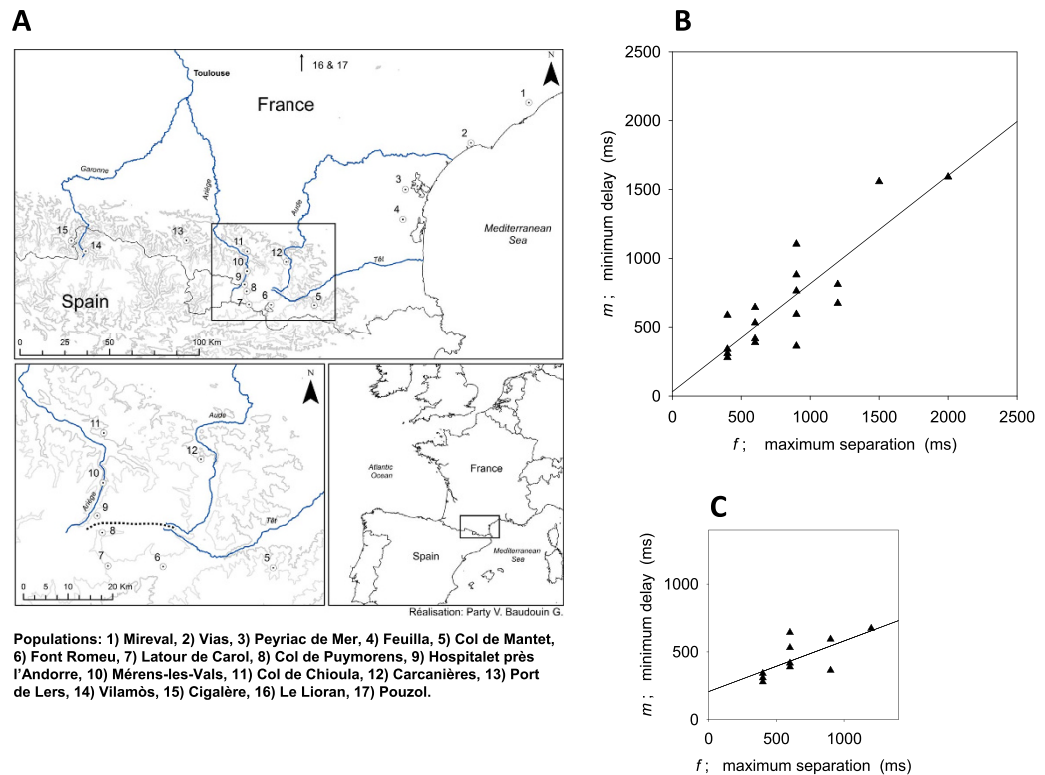 A
N
Toulouse
16 & 17
France
1
2
Garonne
Ariège
Aude
3
4
Mediterranean
Sea
15
14
13
11
10
9
8
7
12
6
5
Têt
Spain
0 25 50 100 Km
N
Aude
11
12
10
Ariège
9
8
7
6
5
Têt
0 5 10 20 Km
Atlantic
Ocean
France
Spain
Mediterranean
Sea
Réalisation: Party V. Baudouin G.
Populations: 1) Mireval, 2) Vias, 3) Peyriac de Mer, 4) Feuilla, 5) Col de Mantet,
6) Font Romeu, 7) Latour de Carol, 8) Col de Puymorens, 9) Hospitalet près
l’Andorre, 10) Mérens-les-Vals, 11) Col de Chioula, 12) Carcanières, 13) Port
de Lers, 14) Vilamòs, 15) Cigalère, 16) Le Lioran, 17) Pouzol.
B
2500
2000
1500
1000
500
0
m ; minimum delay (ms)
0 500 1000 1500 2000 2500
f ; maximum separation (ms)
C
1000
500
0
m ; minimum delay (ms)
0 500 1000
f ; maximum separation (ms)